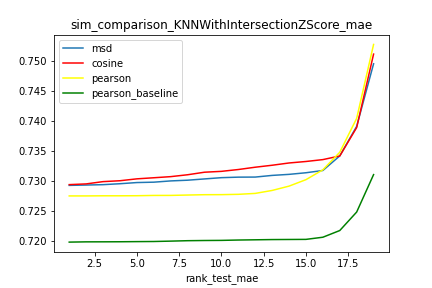 sim_comparison_KNNWithIntersectionZScore_mae
msd
cosine
pearson
pearson_baseline
0.750
0.745
0.740
0.735
0.730
0.725
0.720
2.5 5.0 7.5 10.0 12.5 15.0 17.5
rank_test_mae